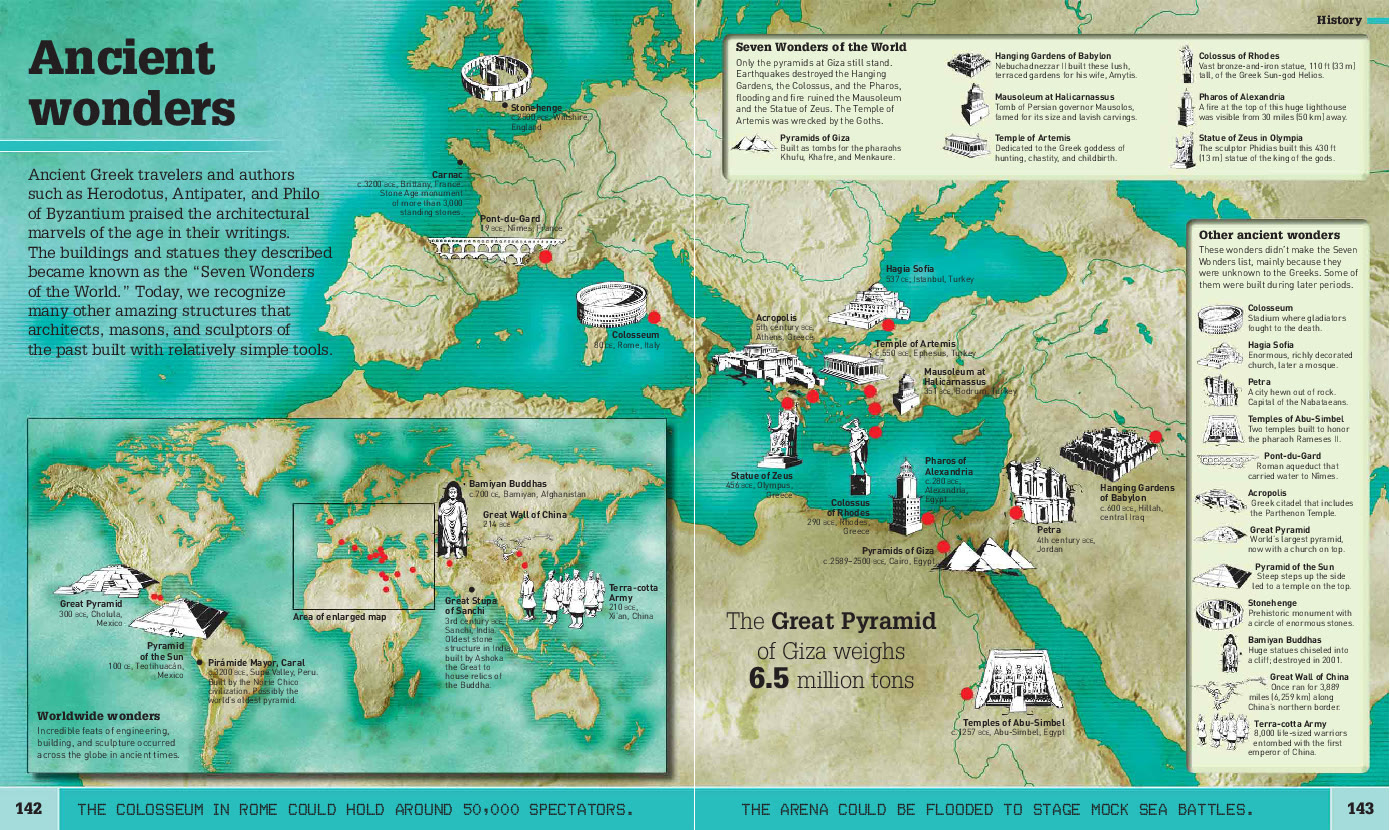 History
Ancient
wonders
Ancient Greek travelers and authors
such as Herodotus, Antipater, and Philo
of Byzantium praised the architectural
marvels of the age in their writings.
The buildings and statues they described
became known as the “Seven Wonders
of the World.” Today, we recognize
many other amazing structures that
architects, masons, and sculptors of
the past built with relatively simple tools.
Stonehenge
c.2500 BCE, Wiltshire,
England
Carnac
c.3200 BCE, Brittany, France.
Stone Age monument
of more than 3,000
standing stones.
Pont-du-Gard
19 BCE, Nîmes, France
Colosseum
80 CE, Rome, Italy
Seven Wonders of the World
Only the pyramids at Giza still stand.
Earthquakes destroyed the Hanging
Gardens, the Colossus, and the Pharos,
flooding and fire ruined the Mausoleum
and the Statue of Zeus. The Temple of
Artemis was wrecked by the Goths.
Pyramids of Giza
Built as tombs for the pharaohs
Khufu, Khafre, and Menkaure.
Hanging Gardens of Babylon
Nebuchadnezzar II built these lush,
terraced gardens for his wife, Amytis.
Mausoleum at Halicarnassus
Tomb of Persian governor Mausolos,
famed for its size and lavish carvings.
Temple of Artemis
Dedicated to the Greek goddess of
hunting, chastity, and childbirth.
Colossus of Rhodes
Vast bronze-and-iron statue, 110 ft (33 m)
tall, of the Greek Sun-god Helios.
Pharos of Alexandria
A fire at the top of this huge lighthouse
was visible from 30 miles (50 km) away.
Statue of Zeus in Olympia
The sculptor Phidias built this 430 ft
(13 m) statue of the king of the gods.
Hagia Sofia
537 CE, Istanbul, Turkey
Acropolis
5th century BCE,
Athens, Greece
Temple of Artemis
c.550 BCE, Ephesus, Turkey
Mausoleum at
Halicarnassus
351 BCE, Bodrum, Turkey
Statue of Zeus
456 BCE, Olympus,
Greece
Colossus
of Rhodes
290 BCE, Rhodes,
Greece
Pharos of
Alexandria
c.280 BCE,
Alexandria,
Egypt
Pyramids of Giza
c.2589–2500 BCE, Cairo, Egypt
Petra
4th century BCE,
Jordan
Hanging Gardens
of Babylon
c.600 BCE, Hillah,
central Iraq
The Great Pyramid
of Giza weighs
6.5 million tons
Temples of Abu-Simbel
c.1257 BCE, Abu-Simbel, Egypt
Other ancient wonders
These wonders didn't make the Seven
Wonders list, mainly because they
were unknown to the Greeks. Some of
them were built during later periods.
Colosseum
Stadium where gladiators
fought to the death.
Hagia Sofia
Enormous, richly decorated
church, later a mosque.
Petra
A city hewn out of rock.
Capital of the Nabataeans.
Temples of Abu-Simbel
Two temples built to honor
the pharaoh Rameses II.
Pont-du-Gard
Roman aqueduct that
carried water to Nîmes.
Acropolis
Greek citadel that includes
the Parthenon Temple.
Great Pyramid
World's largest pyramid,
now with a church on top.
Pyramid of the Sun
Steep steps up the side
led to a temple on the top.
Stonehenge
Prehistoric monument with
a circle of enormous stones.
Bamiyan Buddhas
Huge statues chiseled into
a cliff; destroyed in 2001.
Great Wall of China
Once ran for 3,889
miles (6,259 km) along
China's northern border.
Terra-cotta Army
8,000 life-sized warriors
entombed with the first
emperor of China.
Bamiyan Buddhas
c.700 CE, Bamiyan, Afghanistan
Great Wall of China
214 BCE
Great Pyramid
300 BCE, Cholula,
Mexico
Pyramid
of the Sun
100 CE, Teotihuacán,
Mexico
Pirámide Mayor, Caral
c.3200 BCE, Supe Valley, Peru.
Built by the Norte Chico
civilization. Possibly the
world's oldest pyramid.
Area of enlarged map
Great Stupa
of Sanchi
3rd century BCE,
Sanchi, India.
Oldest stone
structure in India,
built by Ashoka
the Great to
house relics of
the Buddha.
Terra-cotta
Army
210 BCE,
Xi'an, China
Worldwide wonders
Incredible feats of engineering,
building, and sculpture occurred
across the globe in ancient times.
142
THE COLOSSEUM IN ROME COULD HOLD AROUND 50,000 SPECTATORS.
THE ARENA COULD BE FLOODED TO STAGE MOCK SEA BATTLES.
143